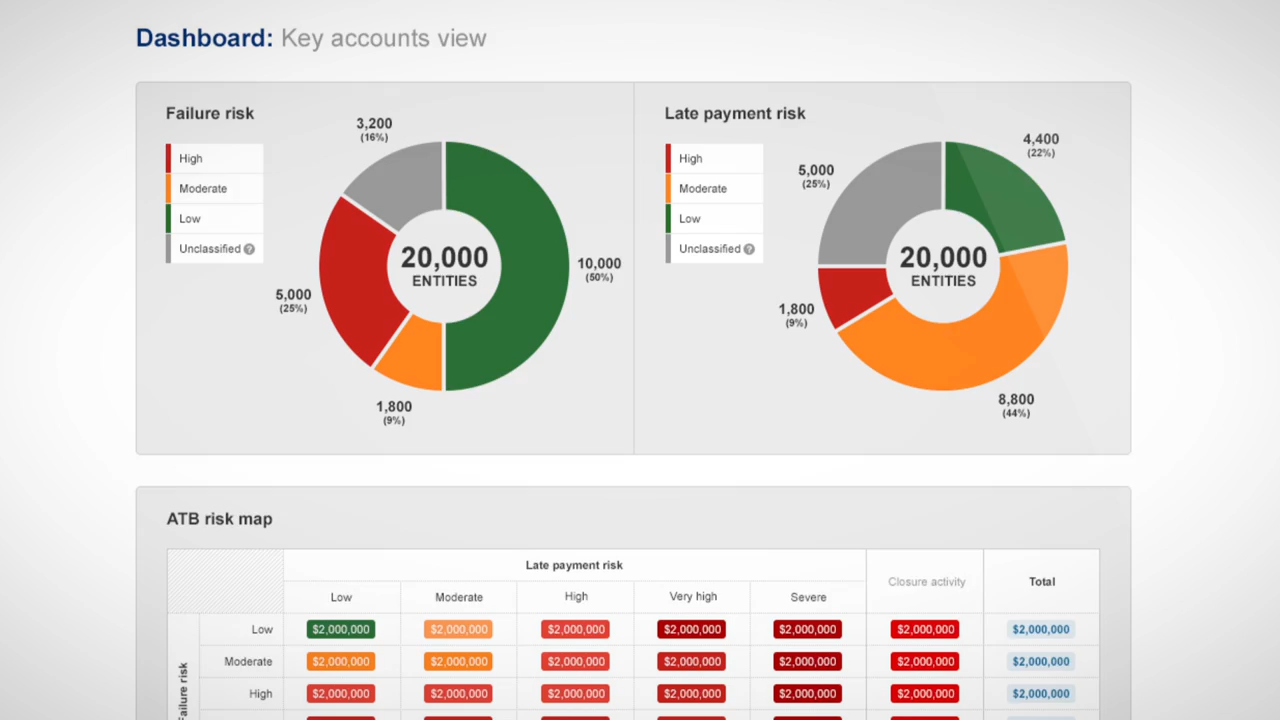 Dashboard: Key accounts view
Failure risk
High
Moderate
Low
Unclassified ?
3,200
(16%)
10,000
(50%)
5,000
(25%)
1,800
(9%)
20,000
ENTITIES
Late payment risk
High
Moderate
Low
Unclassified ?
4,400
(22%)
5,000
(25%)
1,800
(9%)
8,800
(44%)
20,000
ENTITIES
ATB risk map
Late payment risk
Closure activity
Total
Low Moderate High Very high Severe
Failure risk
Low $2,000,000 $2,000,000 $2,000,000 $2,000,000 $2,000,000 $2,000,000 $2,000,000
Moderate $2,000,000 $2,000,000 $2,000,000 $2,000,000 $2,000,000 $2,000,000 $2,000,000
High $2,000,000 $2,000,000 $2,000,000 $2,000,000 $2,000,000 $2,000,000 $2,000,000